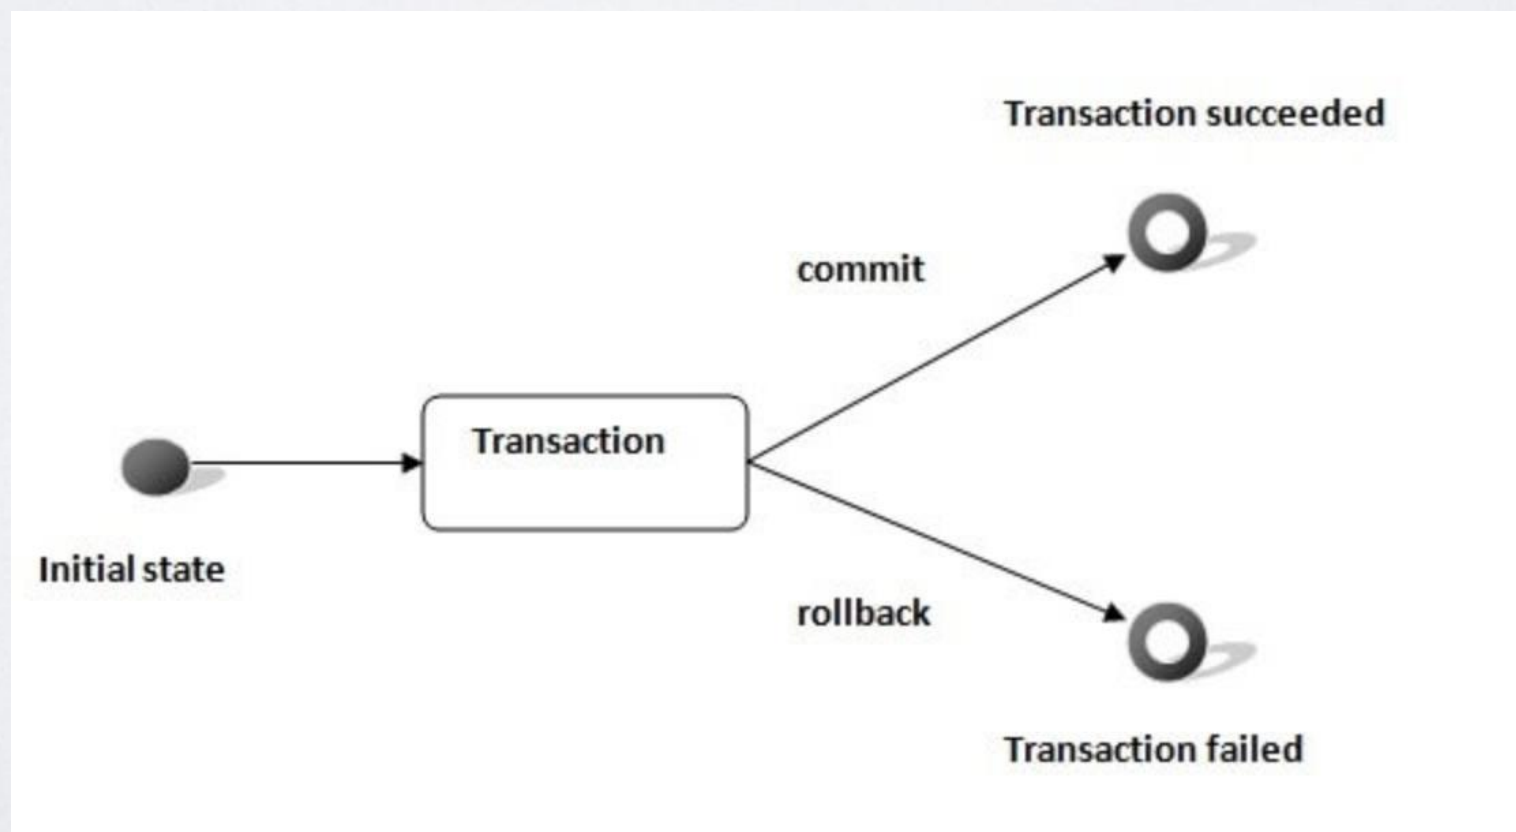 Transaction succeeded
commit
Transaction
Initial state
rollback
Transaction failed